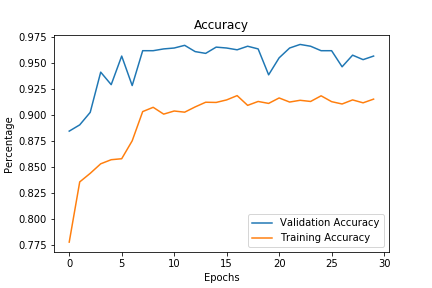 Accuracy
0.975
0.950
0.925
0.900
0.875
0.850
0.825
0.800
0.775
Percentage
0 5 10 15 20 25 30
Epochs
Validation Accuracy
Training Accuracy